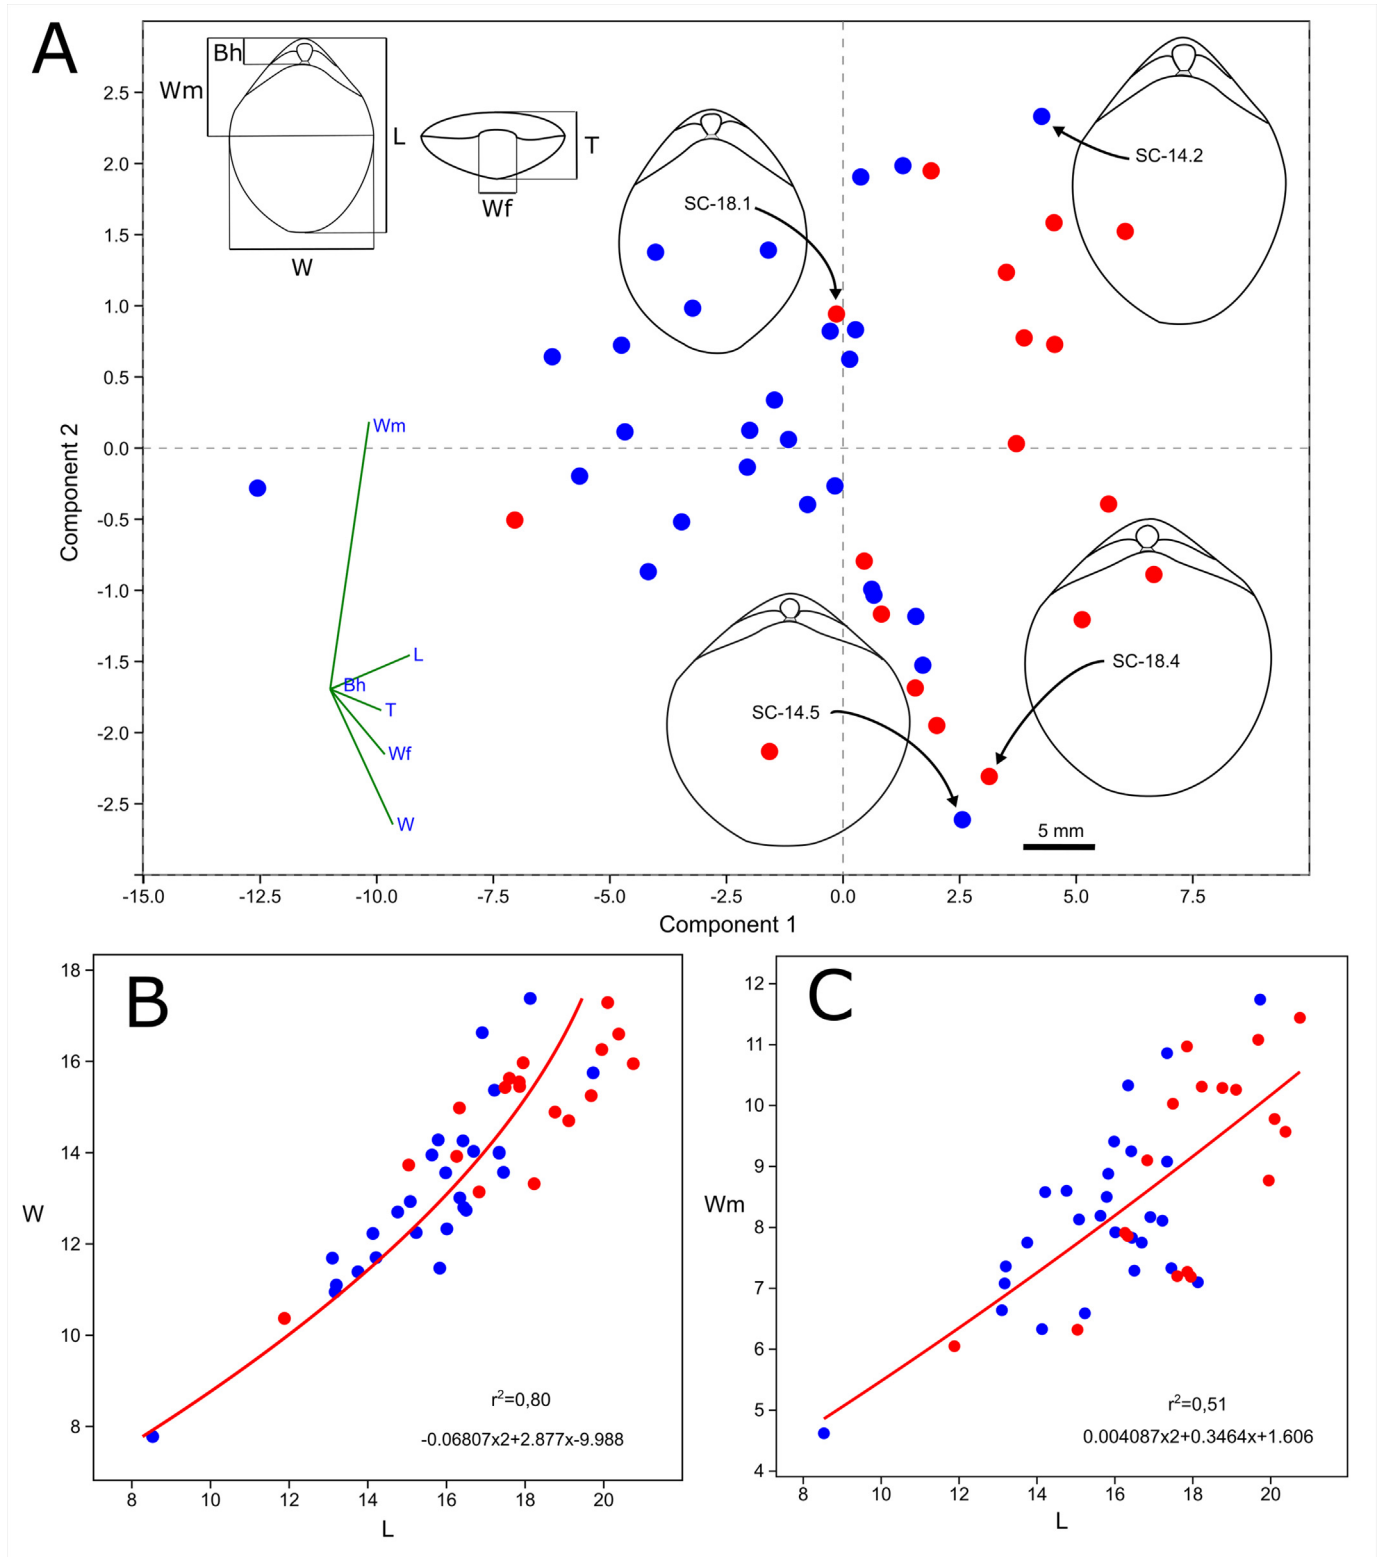 A
Bh
Wm
L
T
Wf
W
SC-14.2
SC-18.1
SC-18.4
SC-14.5
5 mm
Wm
L
Bh
T
Wf
W
Component 2
2.5
2.0
1.5
1.0
0.5
0.0
-0.5
-1.0
-1.5
-2.0
-2.5
-15.0 -12.5 -10.0 -7.5 -5.0 -2.5 0.0 2.5 5.0 7.5
Component 1
B
W
18
16
14
12
10
8
r²=0,80
-0.06807x2+2.877x-9.988
8 10 12 14 16 18 20
L
C
Wm
12
11
10
9
8
7
6
5
4
r²=0,51
0.004087x2+0.3464x+1.606
8 10 12 14 16 18 20
L